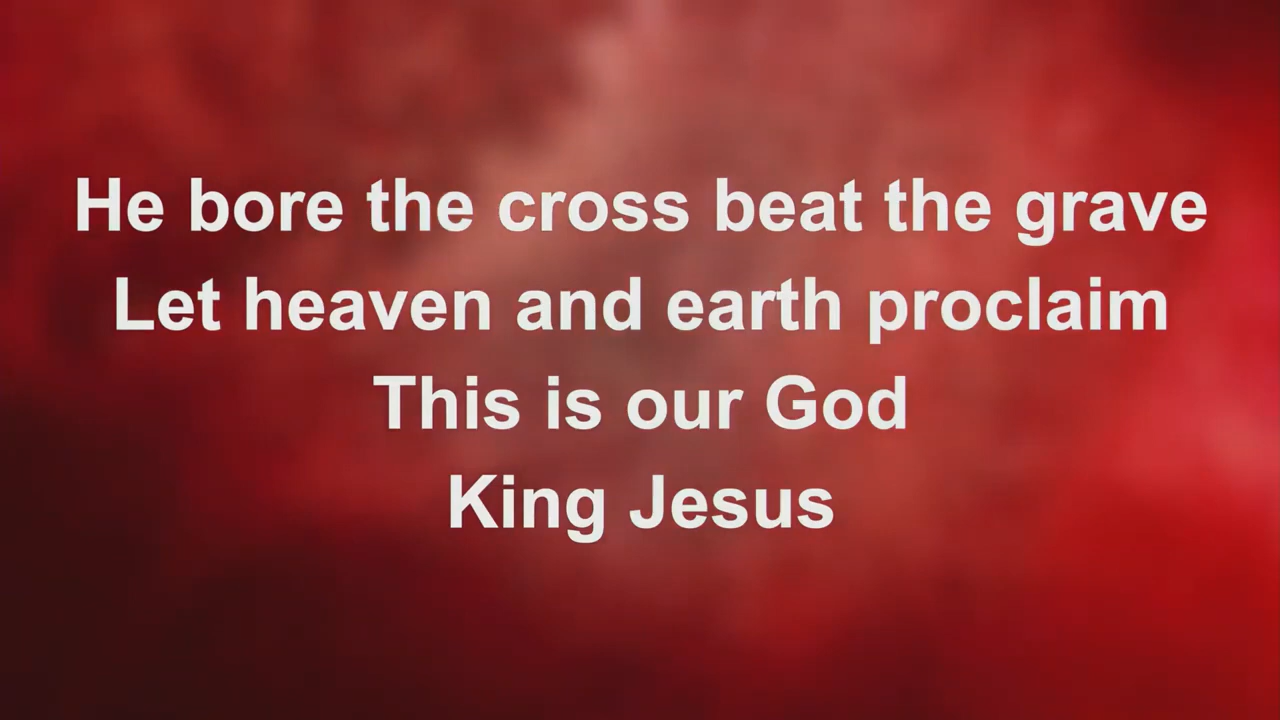 He bore the cross beat the grave
Let heaven and earth proclaim
This is our God
King Jesus